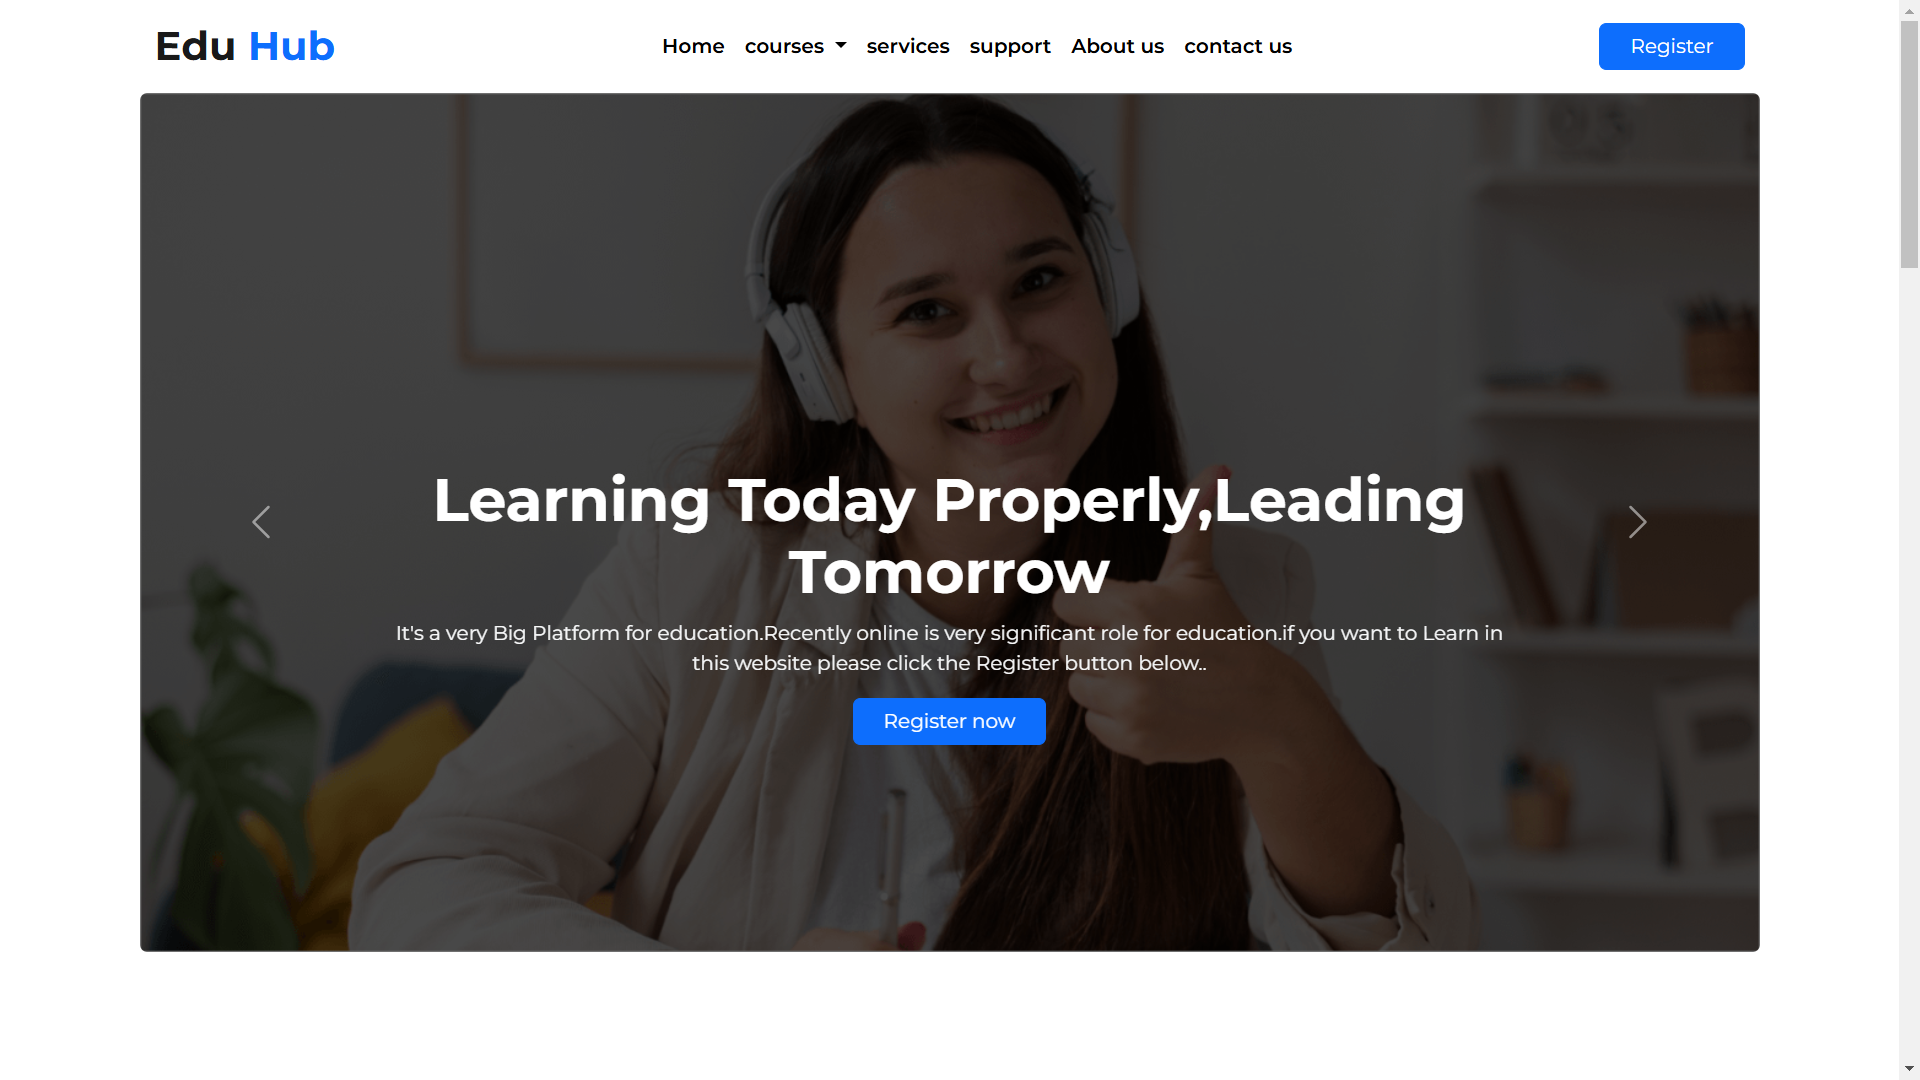 Edu Hub
Home courses services support About us contact us
Register
Learning Today Properly,Leading
Tomorrow
It's a very Big Platform for education.Recently online is very significant role for education.if you want to Learn in
this website please click the Register button below..
Register now